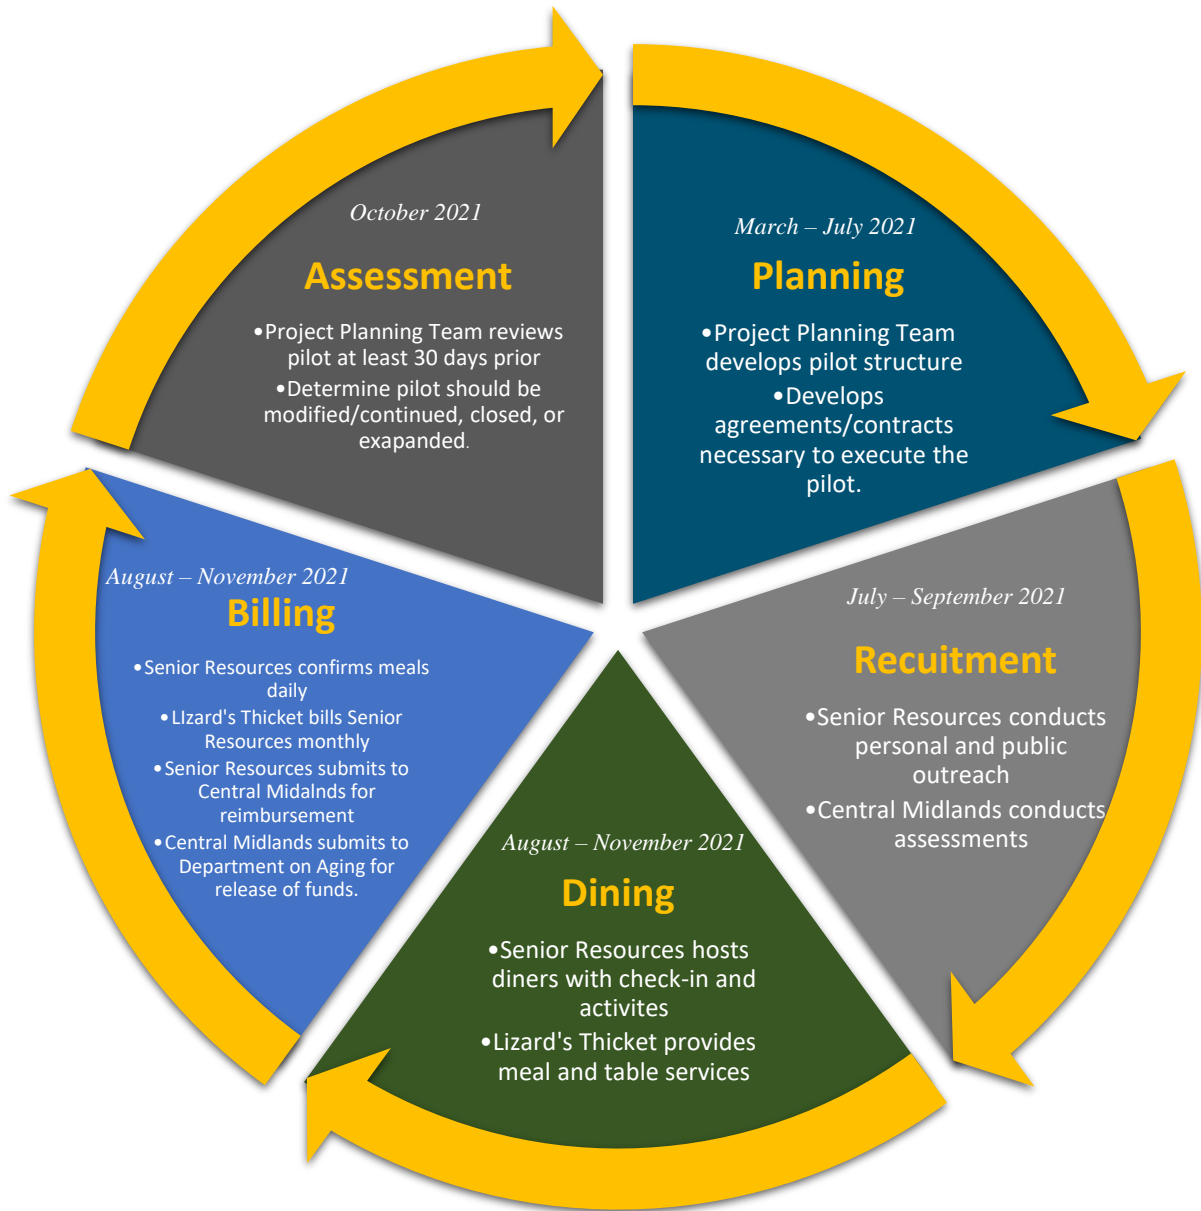 March – July 2021
Planning
•Project Planning Team
develops pilot structure
•Develops
agreements/contracts
necessary to execute the
pilot.
July – September 2021
Recuitment
•Senior Resources conducts
personal and public
outreach
•Central Midlands conducts
assessments
August – November 2021
Dining
•Senior Resources hosts
diners with check-in and
activites
•Lizard's Thicket provides
meal and table services
August – November 2021
Billing
•Senior Resources confirms meals
daily
•LIzard's Thicket bills Senior
Resources monthly
•Senior Resources submits to
Central Midalnds for
reimbursement
•Central Midlands submits to
Department on Aging for
release of funds.
October 2021
Assessment
•Project Planning Team reviews
pilot at least 30 days prior
•Determine pilot should be
modified/continued, closed, or
exapanded.